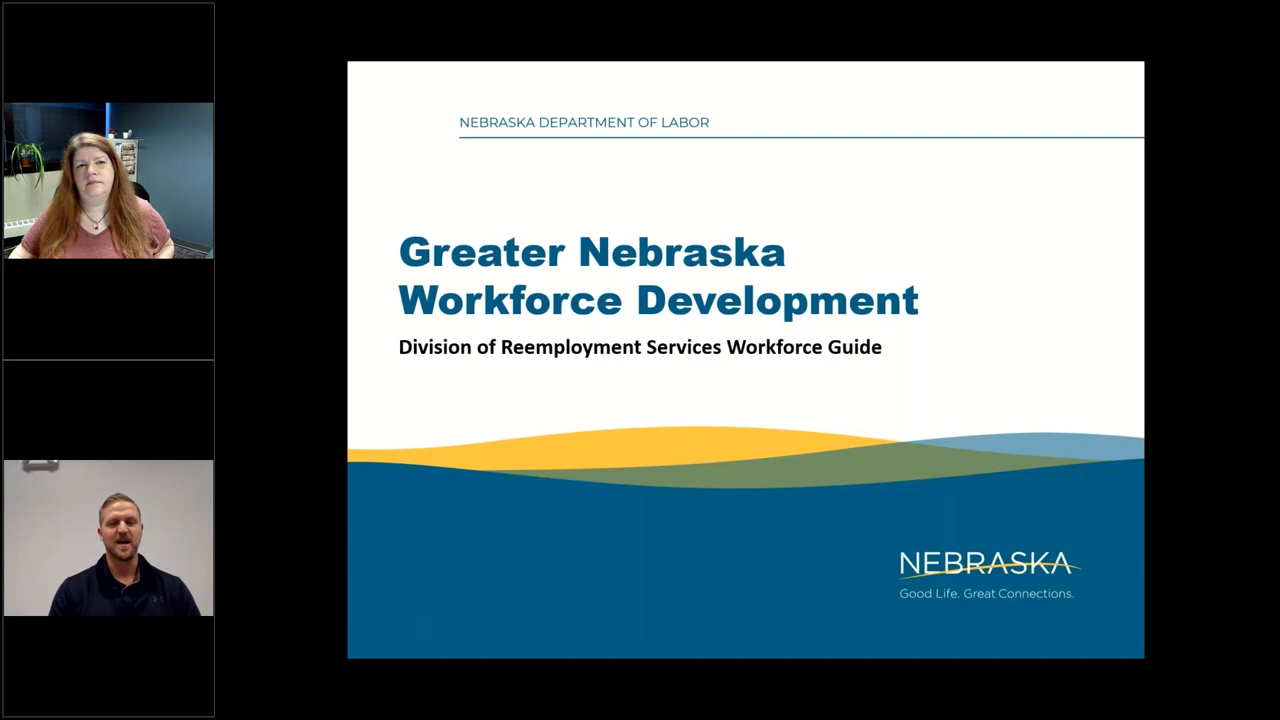 NEBRASKA DEPARTMENT OF LABOR
Greater Nebraska
Workforce Development
Division of Reemployment Services Workforce Guide
NEBRASKA
Good Life. Great Connections.